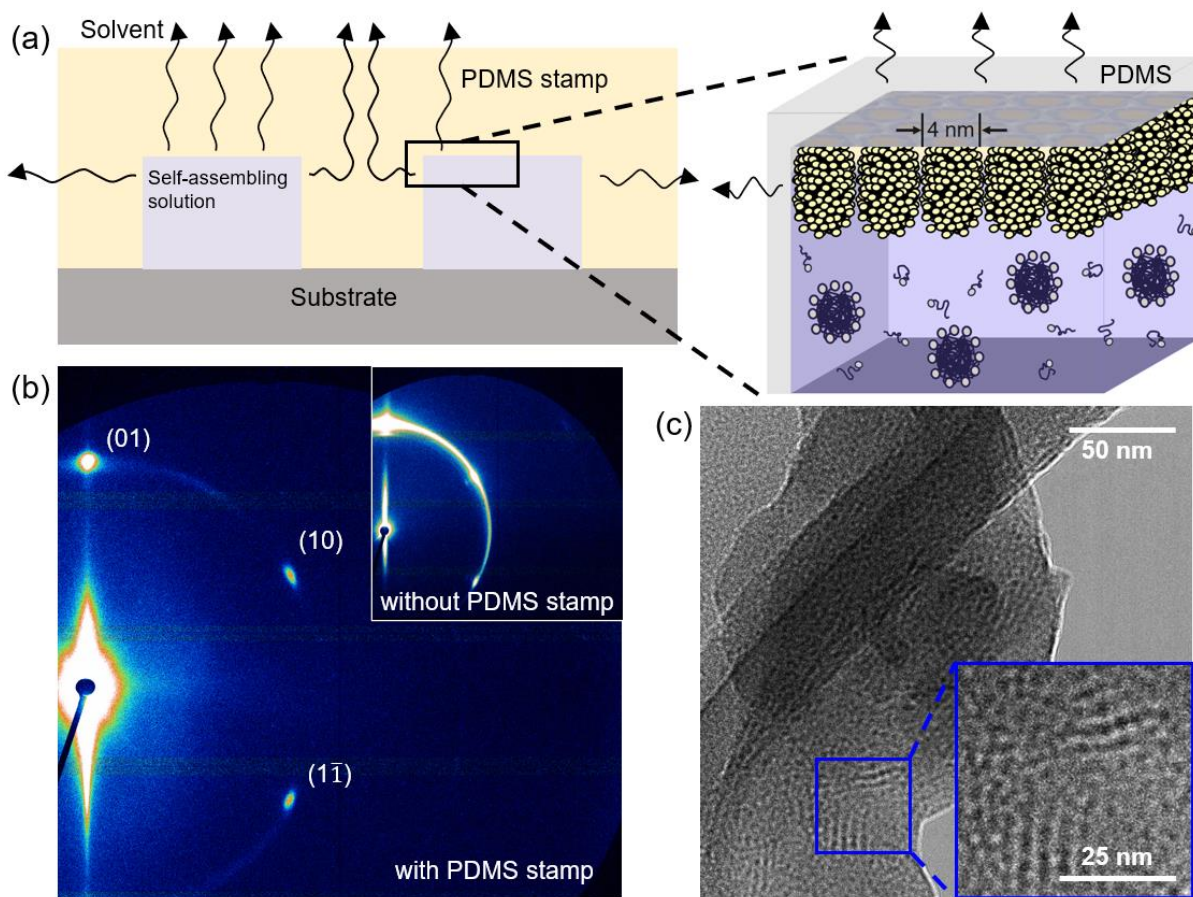 (a)
Solvent
PDMS stamp
PDMS
4 nm
Self-assembling
solution
Substrate
(b)
(01)
(10)
without PDMS stamp
(11̅)
with PDMS stamp
(c)
50 nm
25 nm